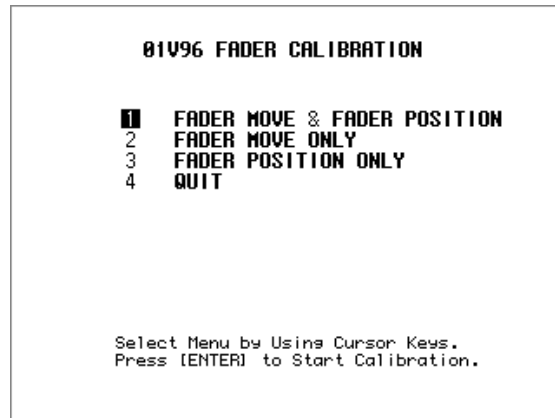 01V96 FADER CALIBRATION
1 FADER MOVE & FADER POSITION
2 FADER MOVE ONLY
3 FADER POSITION ONLY
4 QUIT
Select Menu by Using Cursor Keys.
Press [ENTER] to Start Calibration.